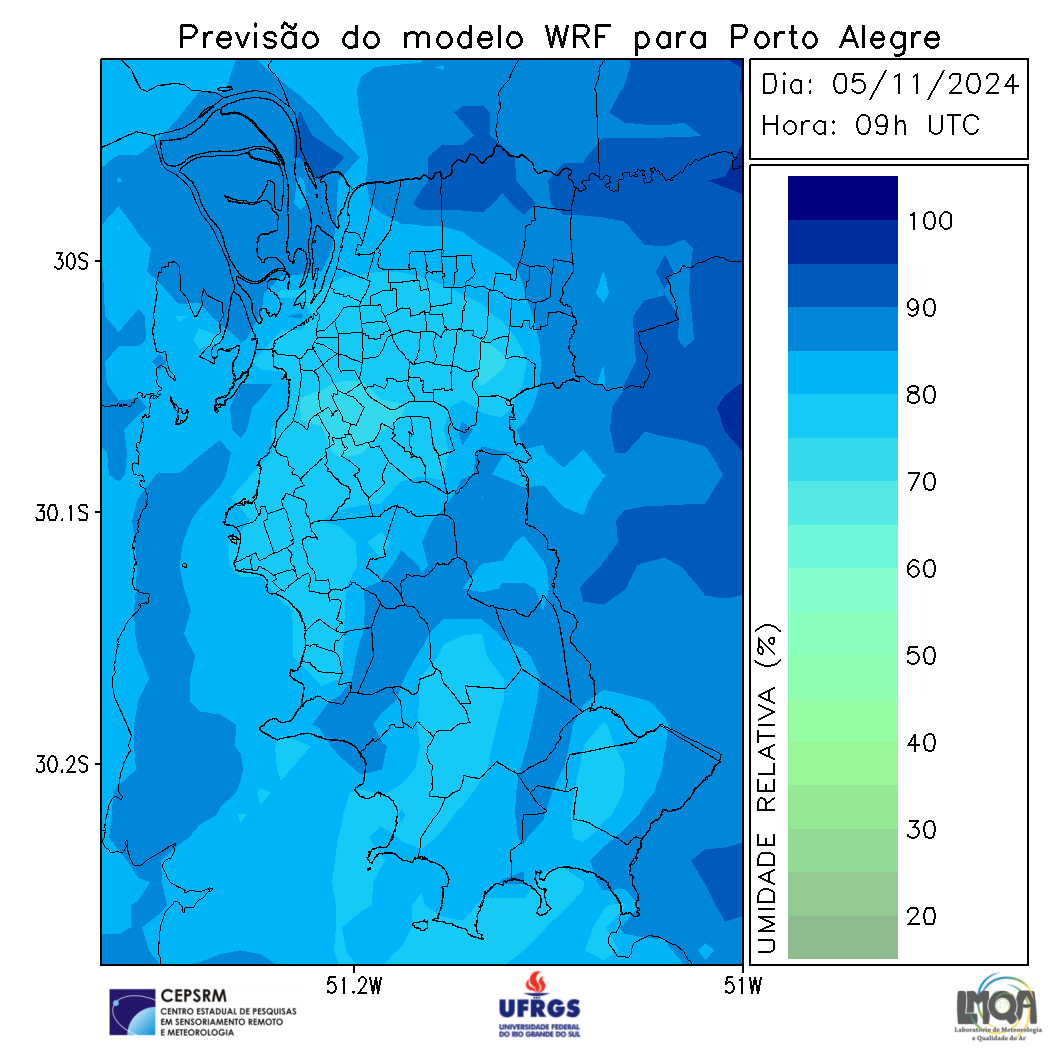 Previsão do modelo WRF para Porto Alegre
Dia: 05/11/2024
Hora: 09h UTC
30S
30.1S
30.2S
51.2W
51W
100
90
80
70
60
50
40
30
20
UMIDADE RELATIVA (%)
CEPSRM
CENTRO ESTADUAL DE PESQUISAS
EM SENSORIAMENTO REMOTO
E METEOROLOGIA
UFRGS
UNIVERSIDADE FEDERAL
DO RIO GRANDE DO SUL
LMQA
Laboratório de Meteorologia
e Qualidade do Ar